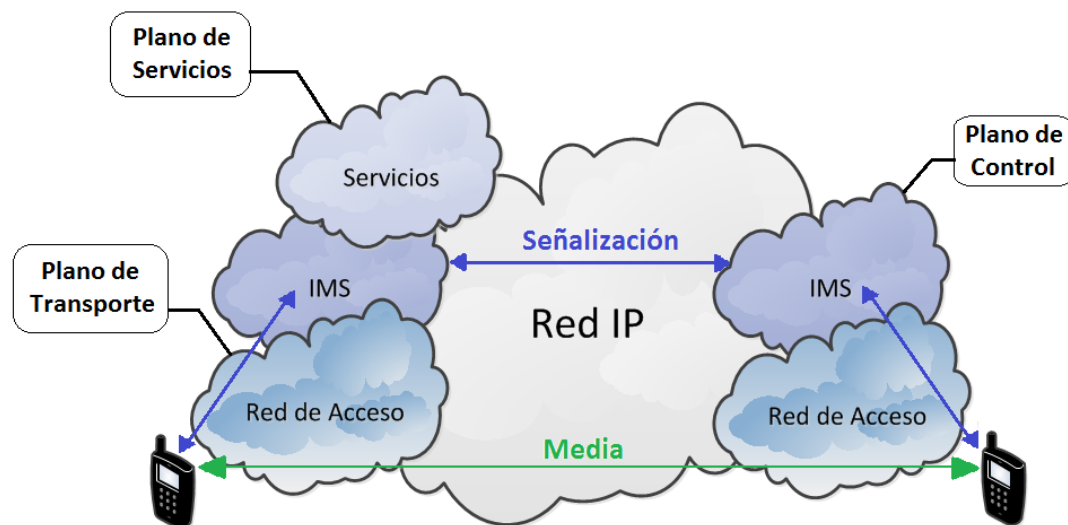 Plano de
Servicios
Plano de
Control
Servicios
Señalización
Plano de
Transporte
IMS
IMS
Red IP
Red de Acceso
Red de Acceso
Media